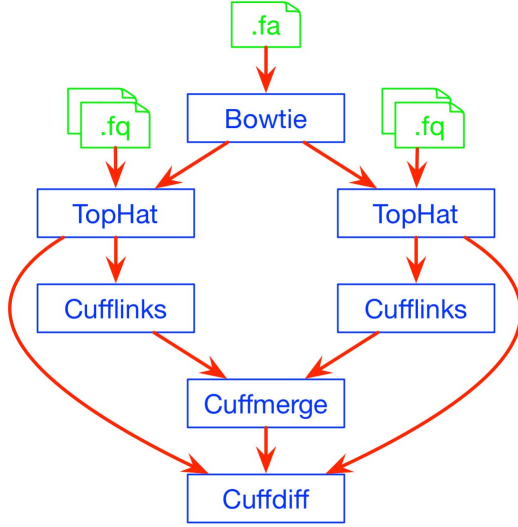 .fa
.fq
Bowtie
.fq
TopHat
TopHat
Cufflinks
Cufflinks
Cuffmerge
Cuffdiff